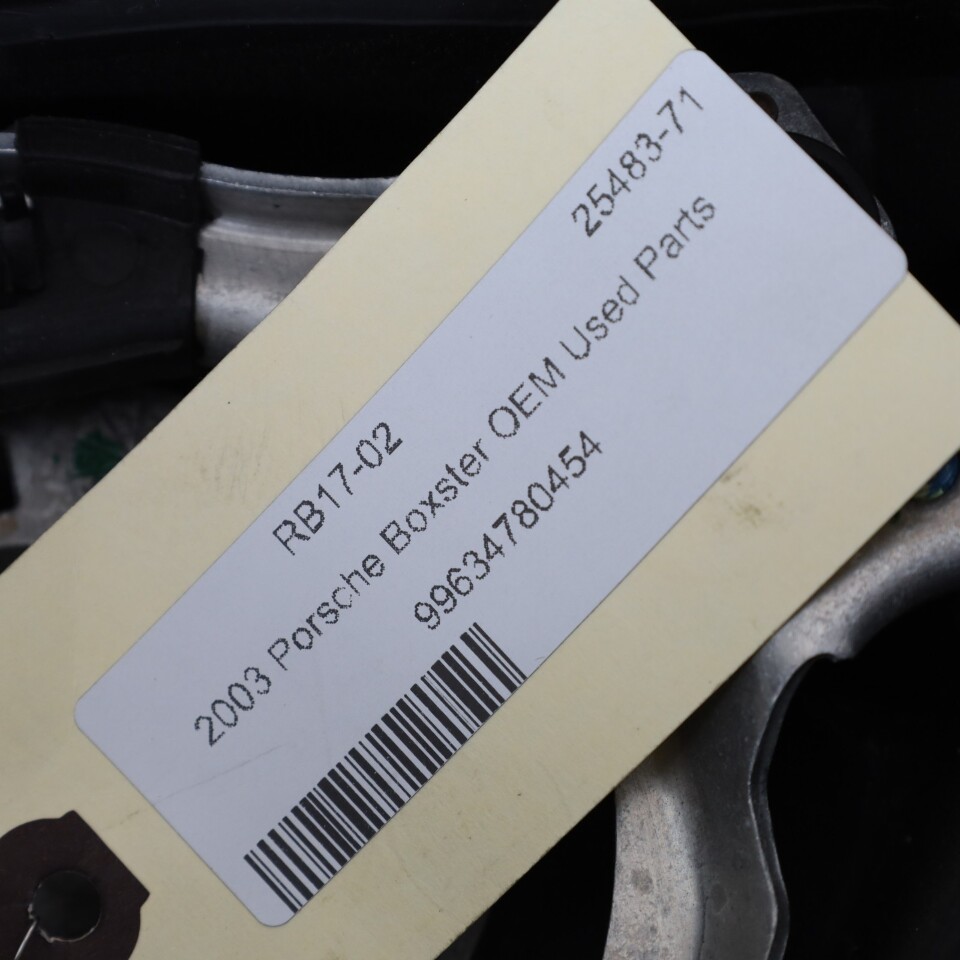 RB17-02 25483-71
2003 Porsche Boxster OEM Used Parts
99634780454